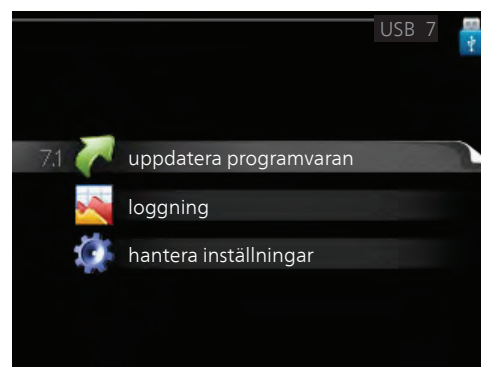 USB 7
7.1 uppdatera programvaran
loggning
hantera inställningar